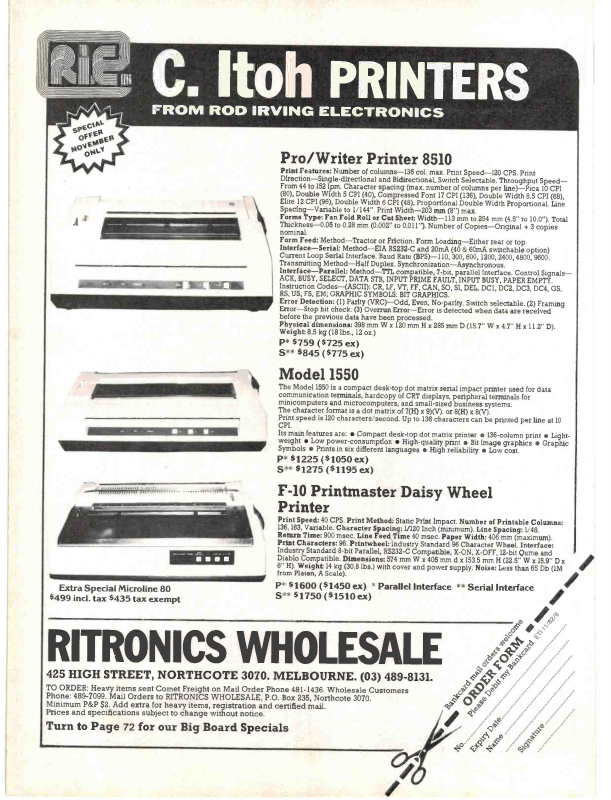 RIE
C. Itoh PRINTERS
FROM ROD IRVING ELECTRONICS
SPECIAL
OFFER
NOVEMBER
ONLY
Pro/Writer Printer 8510
Print Features: Number of columns—136 col. max. Print Speed—120 CPS. Print
Direction—Single-directional and Bidirectional, Switch Selectable. Throughput Speed—
From 44 to 152 lpm. Character spacing (max. number of columns per line)—Pica 10 CPI
(80), Double Width 5 CPI (40), Compressed Font 17 CPI (136), Double Width 8.5 CPI (68),
Elite 12 CPI (96), Double Width 6 CPI (48), Proportional Double Width Proportional. Line
Spacing—Variable to 1/144". Print Width—203 mm (8") max.
Forms Type: Fan Fold Roll or Cut Sheet. Width—113 mm to 254 mm (4.5" to 10.0"). Total
Thickness—0.05 to 0.28 mm (0.002" to 0.011"). Number of Copies—Original + 3 copies
nominal.
Form Feed: Method—Tractor or Friction. Form Loading—Either rear or top.
Interface—Serial: Method—EIA RS232-C and 20mA (40 & 60mA switchable option)
Current Loop Serial Interface. Baud Rate (BPS)—110, 300, 600, 1200, 2400, 4800, 9600.
Transmitting Method—Half Duplex. Synchronization—Asynchronous.
Interface—Parallel: Method—TTL compatible, 7-bit, parallel interface. Control Signals—
ACK, BUSY, SELECT, DATA STB, INPUT PRIME FAULT, INPUT BUSY, PAPER EMPTY.
Instruction Codes—(ASCII): CR, LF, VT, FF, CAN, SO, SI, DEL, DC1, DC2, DC3, DC4, GS,
RS, US, FS, EM; GRAPHIC SYMBOLS: BIT GRAPHICS.
Error Detection: (1) Parity (VRC)—Odd, Even, No-parity. Switch selectable. (2) Framing
Error—Stop bit check. (3) Overrun Error—Error is detected when data are received
before the previous data have been processed.
Physical dimensions: 398 mm W x 120 mm H x 285 mm D (15.7" W x 4.7" H x 11.2" D).
Weight: 8.5 kg (18 lbs., 12 oz.)
P* $759 ($725 ex)
S** $845 ($775 ex)
Model 1550
The Model 1550 is a compact desk-top dot matrix serial impact printer used for data
communication terminals, hardcopy of CRT displays, peripheral terminals for
minicomputers and microcomputers, and small-sized business systems.
The character format is a dot matrix of 7(H) x 9)(V). or 8(H) x 8(V).
Print speed is 120 characters/second. Up to 136 characters can be printed per line at 10
CPI.
Its main features are: • Compact desk-top dot matrix printer • 136-column print • Light-
weight • Low power-consumption • High-quality print • Bit Image graphics • Graphic
Symbols • Prints in six different languages • High reliability • Low cost.
P* $1225 ($1050 ex)
S** $1275 ($1195 ex)
F-10 Printmaster Daisy Wheel
Printer
Print Speed: 40 CPS. Print Method: Static Print Impact. Number of Printable Columns:
136, 163, Variable. Character Spacing: 1/120 Inch (minimum). Line Spacing: 1/48.
Return Time: 900 msec. Line Feed Time 40 msec. Paper Width: 406 mm (maximum).
Print Characters: 96. Printwheel: Industry Standard 96 Character Wheel. Interface:
Industry Standard 8-bit Parallel, RS232-C Compatible, X-ON, X-OFF, 12-bit Qume and
Diablo Compatible. Dimensions: 574 mm W x 405 mm d x 153.5 mm H (22.5" W x 15.9" D x
6" H). Weight: 14 kg (30.8 lbs.) with cover and power supply. Noise: Less than 65 Db (1M
from Platen, A Scale).
P* $1600 ($1450 ex) * Parallel Interface ** Serial Interface
S** $1750 ($1510 ex)
Extra Special Microline 80
$499 incl. tax $435 tax exempt
RITRONICS WHOLESALE
425 HIGH STREET, NORTHCOTE 3070. MELBOURNE. (03) 489-8131.
TO ORDER: Heavy items sent Comet Freight on Mail Order Phone 481-1436. Wholesale Customers
Phone: 489-7099. Mail Orders to RITRONICS WHOLESALE, P.O. Box 235, Northcote 3070.
Minimum P&P $3. Add extra for heavy items, registration and certified mail.
Prices and specifications subject to change without notice.
Turn to Page 72 for our Big Board Specials
Bankcard mail orders welcome
ORDER FORM
Please Debit my Bankcard ETI 11/82/8
No.
Expiry Date
Name
Signature